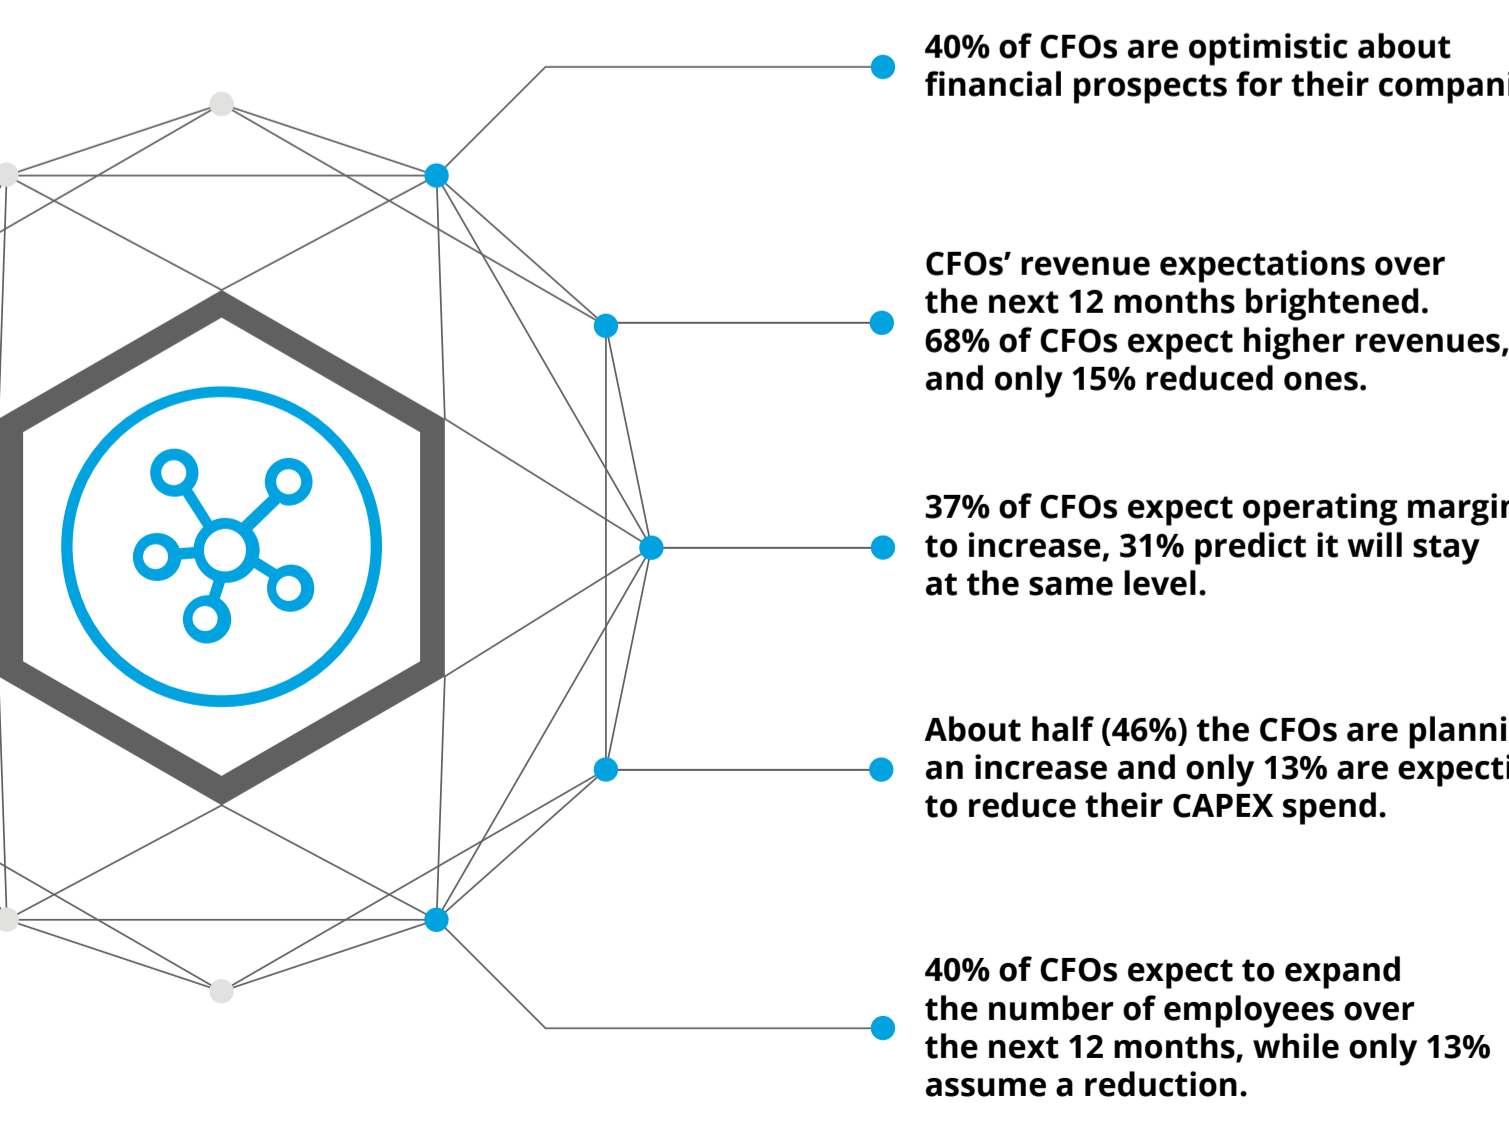 40% of CFOs are optimistic about
financial prospects for their compani
CFOs’ revenue expectations over
the next 12 months brightened.
68% of CFOs expect higher revenues,
and only 15% reduced ones.
37% of CFOs expect operating margin
to increase, 31% predict it will stay
at the same level.
About half (46%) the CFOs are planni
an increase and only 13% are expecti
to reduce their CAPEX spend.
40% of CFOs expect to expand
the number of employees over
the next 12 months, while only 13%
assume a reduction.